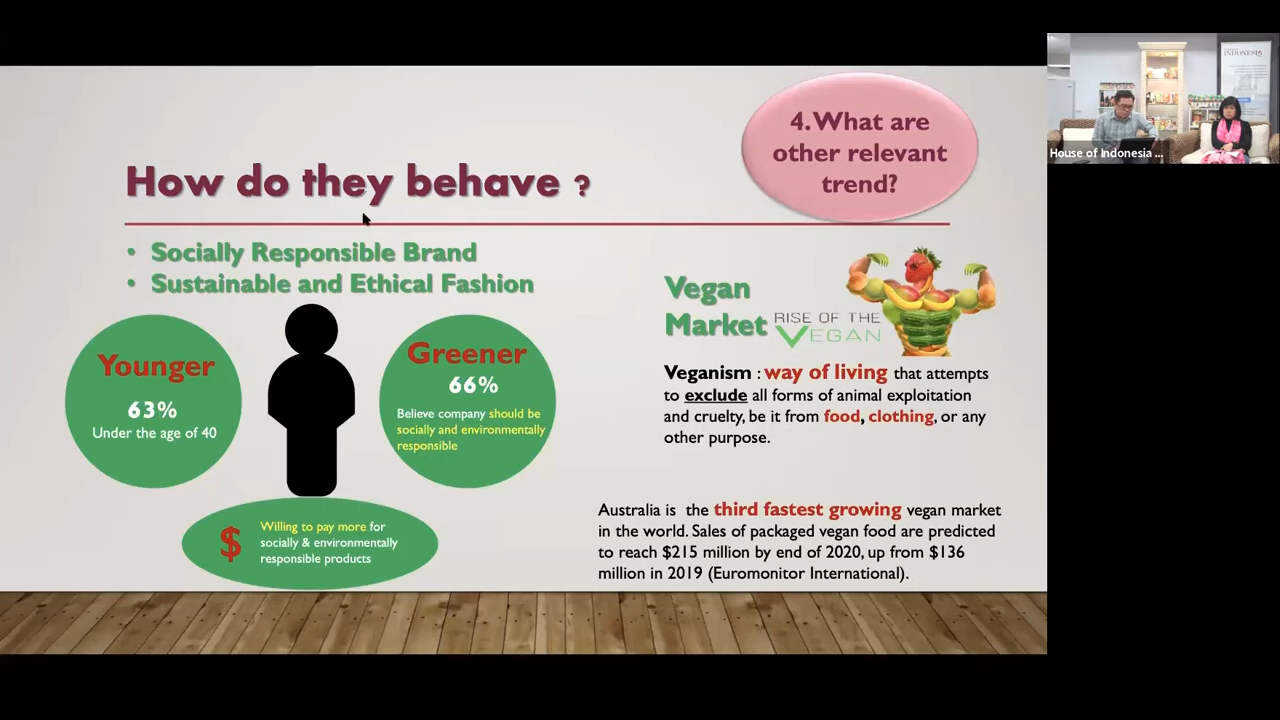 4. What are
other relevant
trend?
How do they behave ?
• Socially Responsible Brand
• Sustainable and Ethical Fashion
Younger
63%
Under the age of 40
Greener
66%
Believe company should be
socially and environmentally
responsible
$
Willing to pay more for
socially & environmentally
responsible products
Vegan
Market
RISE OF THE
VEGAN
Veganism : way of living that attempts
to exclude all forms of animal exploitation
and cruelty, be it from food, clothing, or any
other purpose.
Australia is the third fastest growing vegan market
in the world. Sales of packaged vegan food are predicted
to reach $215 million by end of 2020, up from $136
million in 2019 (Euromonitor International).
INDONESIA
House of Indonesia ...